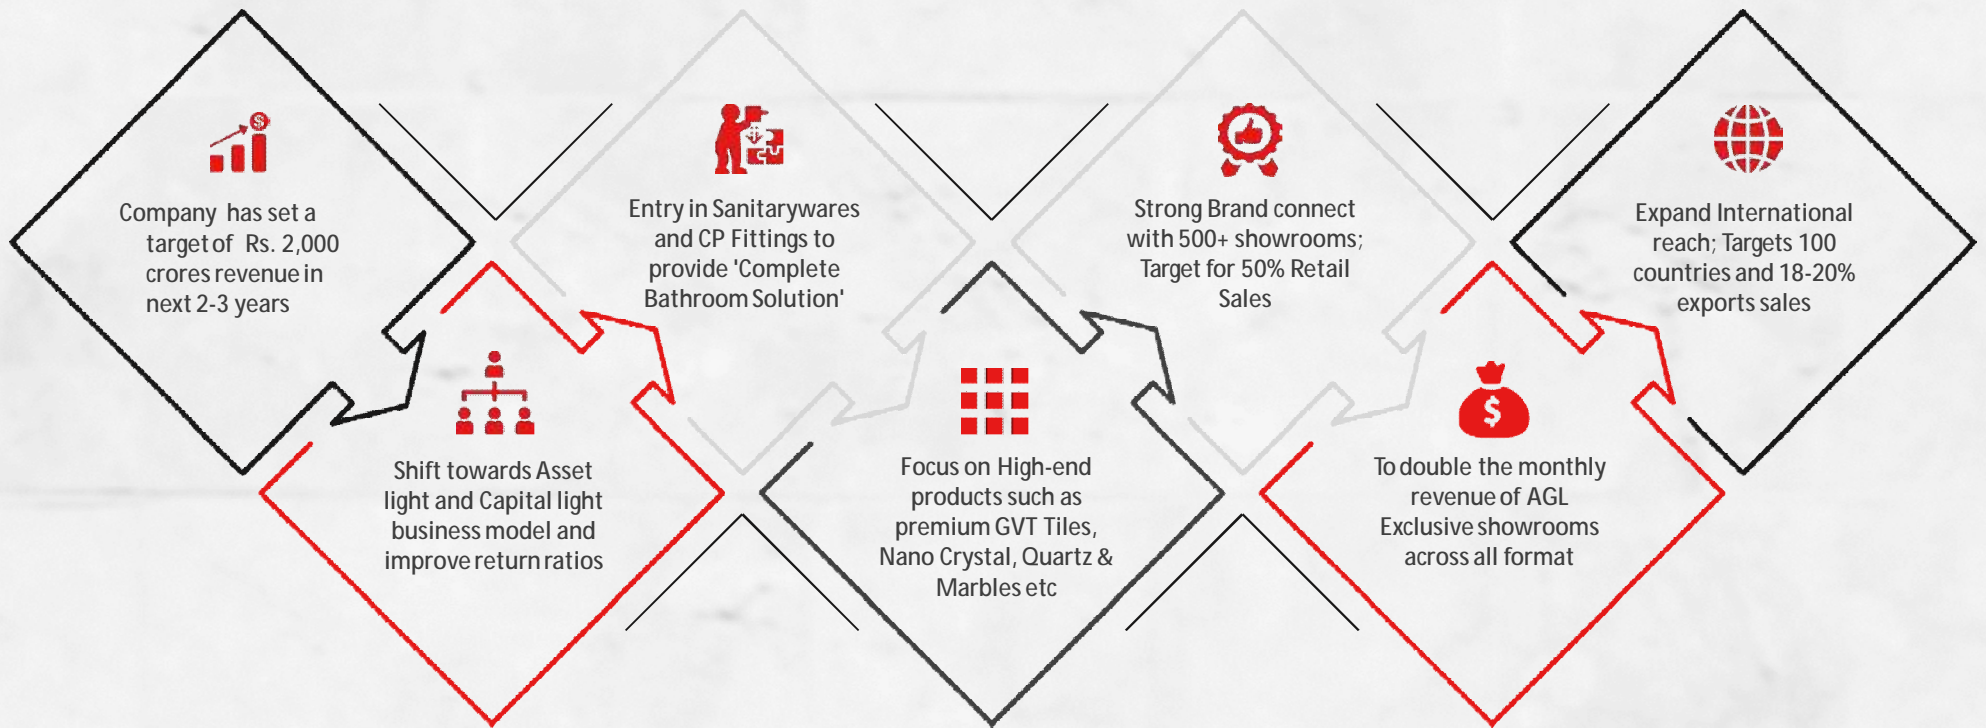 Company has set a
target of Rs. 2,000
crores revenue in
next 2-3 years
Shift towards Asset
light and Capital light
business model and
improve return ratios
Entry in Sanitarywares
and CP Fittings to
provide 'Complete
Bathroom Solution'
Focus on High-end
products such as
premium GVT Tiles,
Nano Crystal, Quartz &
Marbles etc
Strong Brand connect
with 500+ showrooms;
Target for 50% Retail
Sales
To double the monthly
revenue of AGL
Exclusive showrooms
across all format
Expand International
reach; Targets 100
countries and 18-20%
exports sales